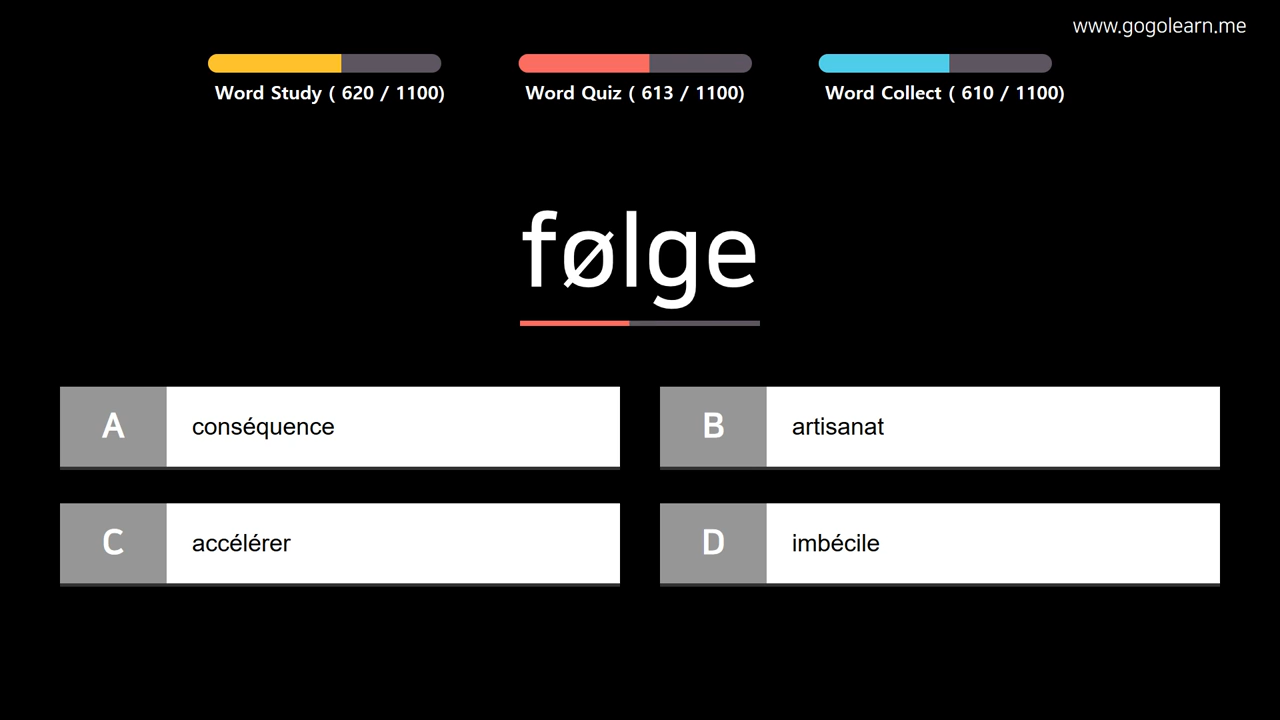 www.gogolearn.me
Word Study ( 620 / 1100)
Word Quiz ( 613 / 1100)
Word Collect ( 610 / 1100)
følge
A conséquence
B artisanat
C accélérer
D imbécile